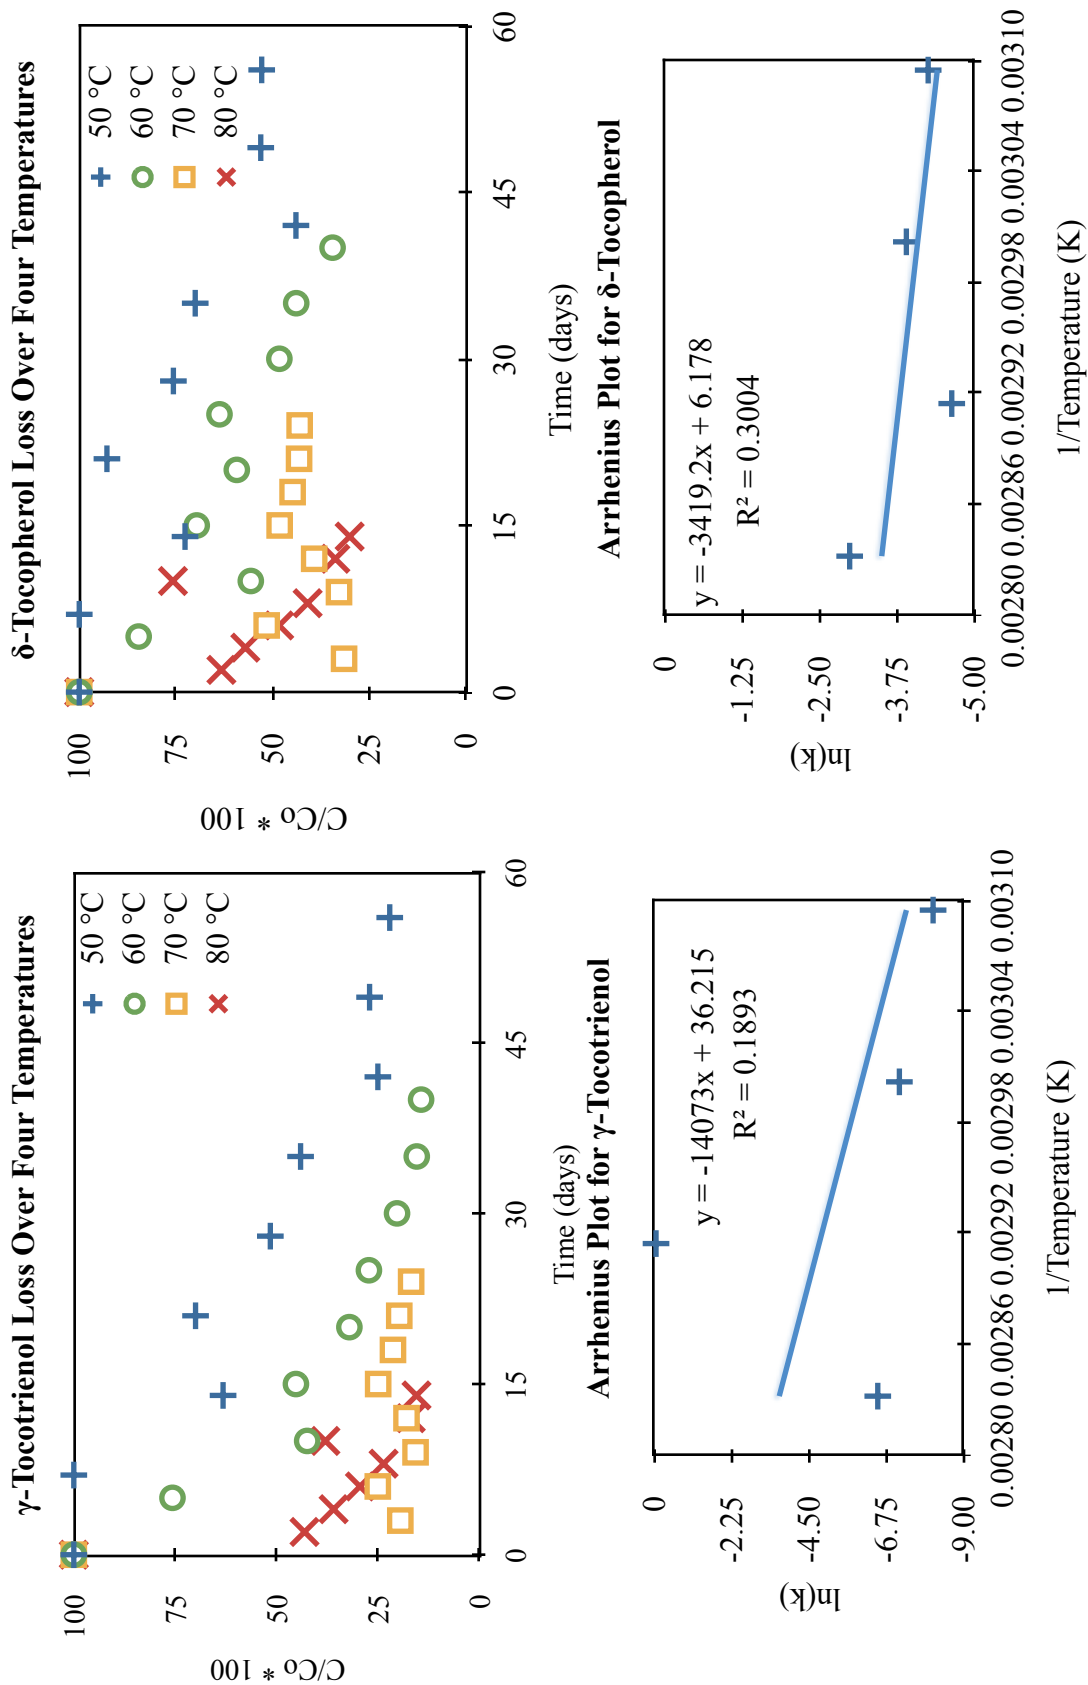 γ-Tocotrienol Loss Over Four Temperatures
C/Co * 100
100
75
50
25
0
50 °C
60 °C
70 °C
80 °C
0
15
30
45
60
Time (days)
δ-Tocopherol Loss Over Four Temperatures
C/Co * 100
100
75
50
25
0
50 °C
60 °C
70 °C
80 °C
0
15
30
45
60
Time (days)
Arrhenius Plot for γ-Tocotrienol
ln(k)
0
-2.25
-4.50
-6.75
-9.00
y = -14073x + 36.215
R² = 0.1893
0.00280 0.00286 0.00292 0.00298 0.00304 0.00310
1/Temperature (K)
Arrhenius Plot for δ-Tocopherol
ln(k)
0
-1.25
-2.50
-3.75
-5.00
y = -3419.2x + 6.178
R² = 0.3004
0.00280 0.00286 0.00292 0.00298 0.00304 0.00310
1/Temperature (K)